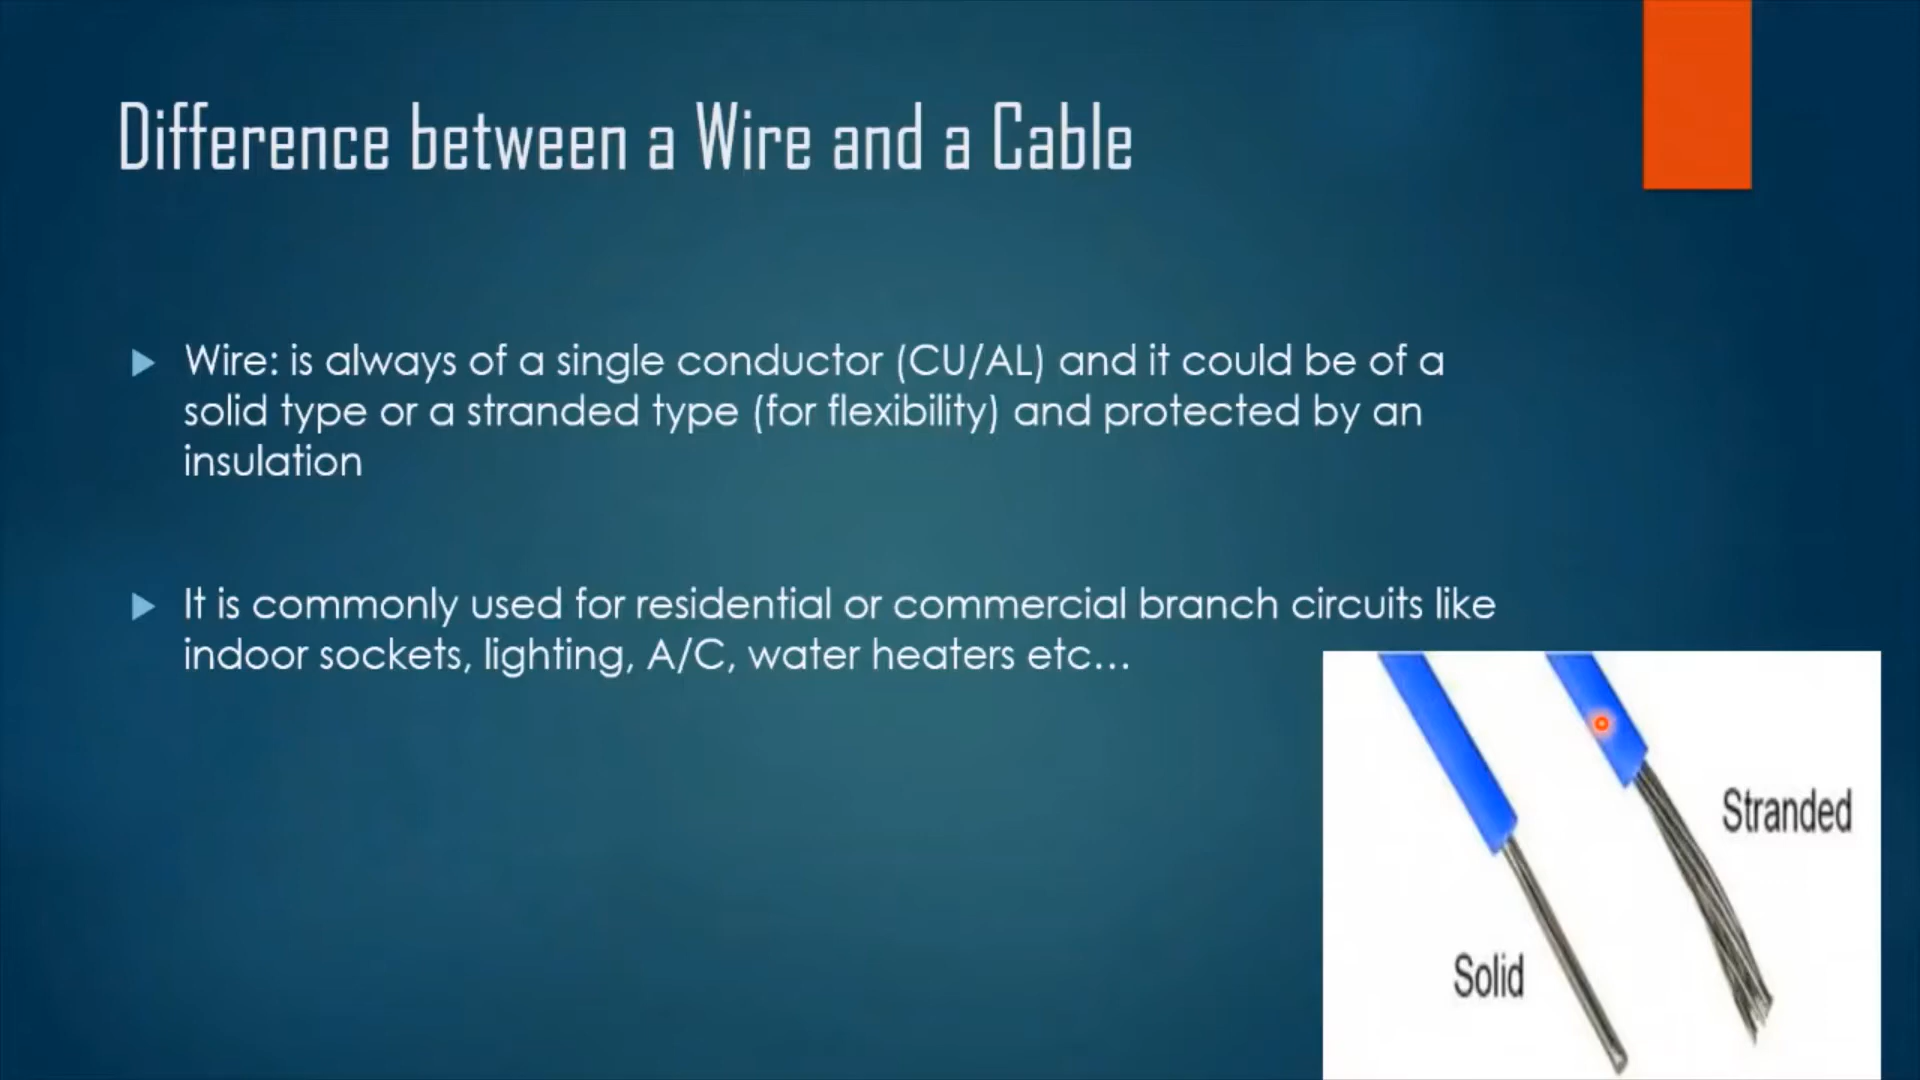 Difference between a Wire and a Cable
Wire: is always of a single conductor (CU/AL) and it could be of a
solid type or a stranded type (for flexibility) and protected by an
insulation
It is commonly used for residential or commercial branch circuits like
indoor sockets, lighting, A/C, water heaters etc...
Stranded
Solid